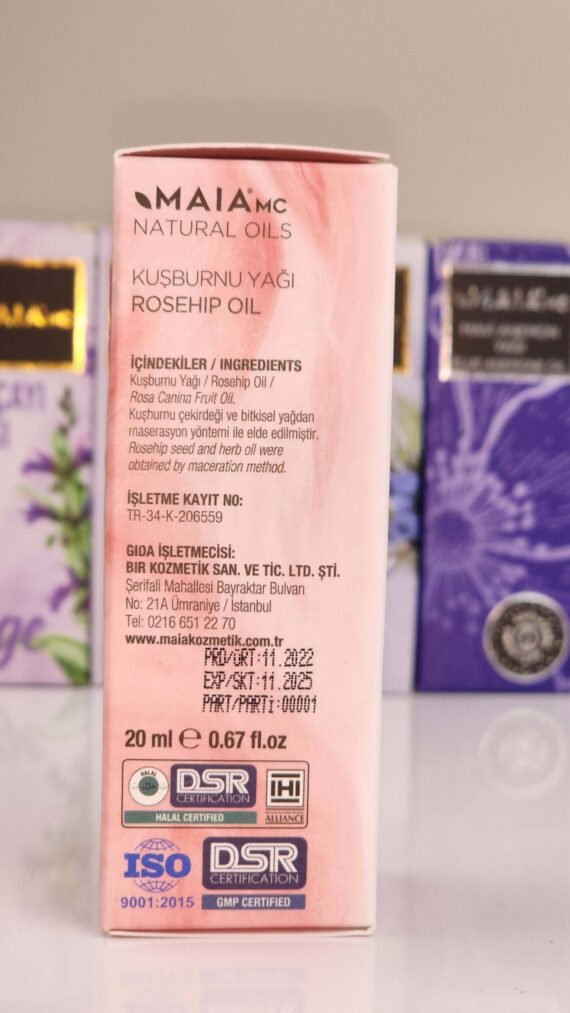 MAIA® MC
NATURAL OILS
KUŞBURNU YAĞI
ROSEHIP OIL
İÇİNDEKİLER / INGREDIENTS
Kuşburnu Yağı / Rosehip Oil /
Rosa Canina Fruit Oil.
Kuşburnu çekirdeği ve bitkisel yağdan
maserasyon yöntemi ile elde edilmiştir.
Rosehip seed and herb oil were
obtained by maceration method.
İŞLETME KAYIT NO:
TR-34-K-206559
GIDA İŞLETMECİSİ:
BIR KOZMETİK SAN. VE TİC. LTD. ŞTİ.
Şerifali Mahallesi Bayraktar Bulvarı
No: 21A Ümraniye / İstanbul
Tel: 0216 651 22 70
www.maiakozmetik.com.tr
PRD/ÜRT:11.2022
EXP/SKT:11.2025
PART/PARTİ:00001
20 ml ℮ 0.67 fl.oz
HALAL
DSR
CERTIFICATION
HALAL CERTIFIED
IHI
ALLIANCE
ISO
9001:2015
DSR
CERTIFICATION
GMP CERTIFIED